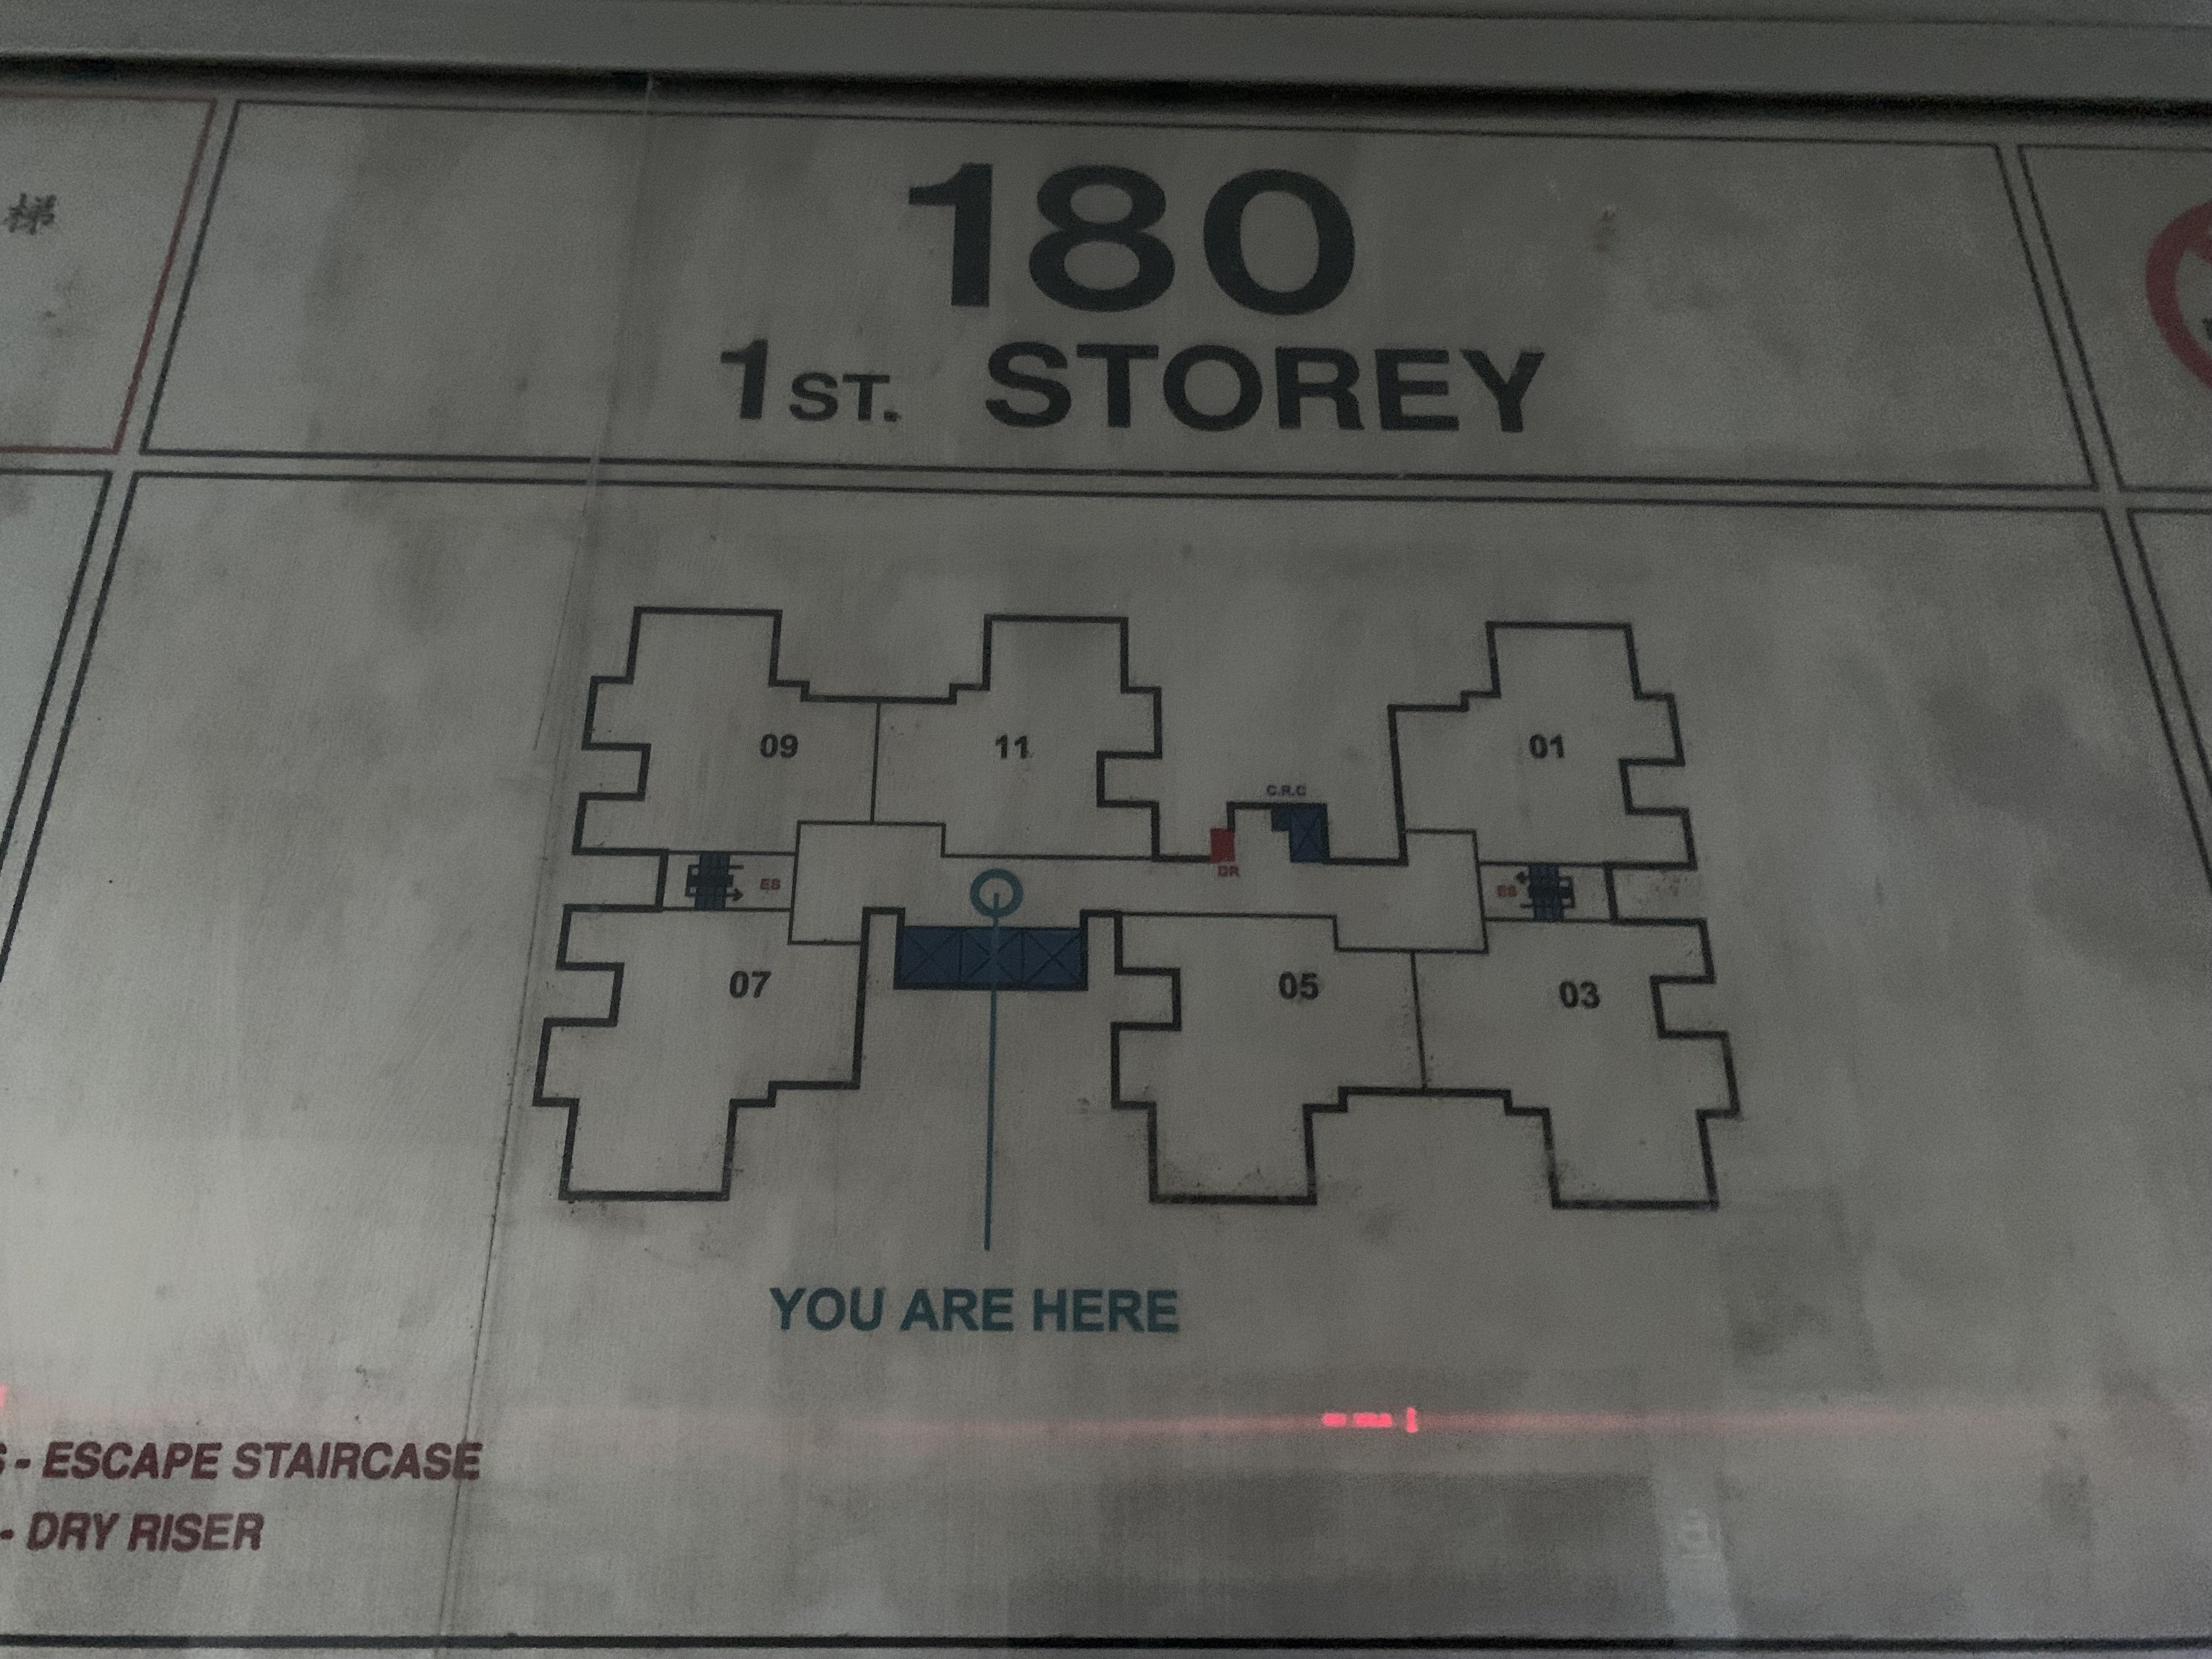 梯
180
1ST. STOREY
09
11
01
C.R.C
DR
ES
ES
07
05
03
YOU ARE HERE
- ESCAPE STAIRCASE
- DRY RISER